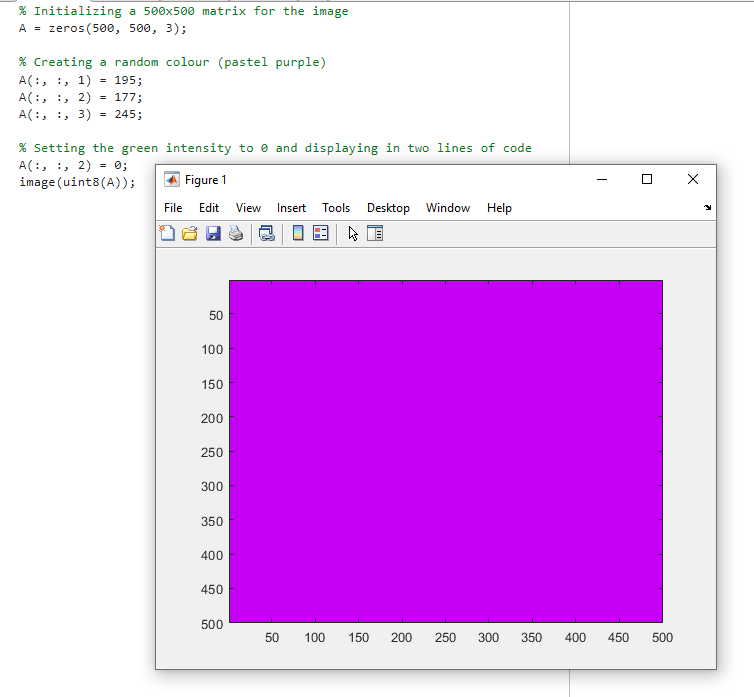 % Initializing a 500x500 matrix for the image
A = zeros(500, 500, 3);
% Creating a random colour (pastel purple)
A(:, :, 1) = 195;
A(:, :, 2) = 177;
A(:, :, 3) = 245;
% Setting the green intensity to 0 and displaying in two lines of code
A(:, :, 2) = 0;
image(uint8(A));
Figure 1
File Edit View Insert Tools Desktop Window Help
50
100
150
200
250
300
350
400
450
500
50 100 150 200 250 300 350 400 450 500